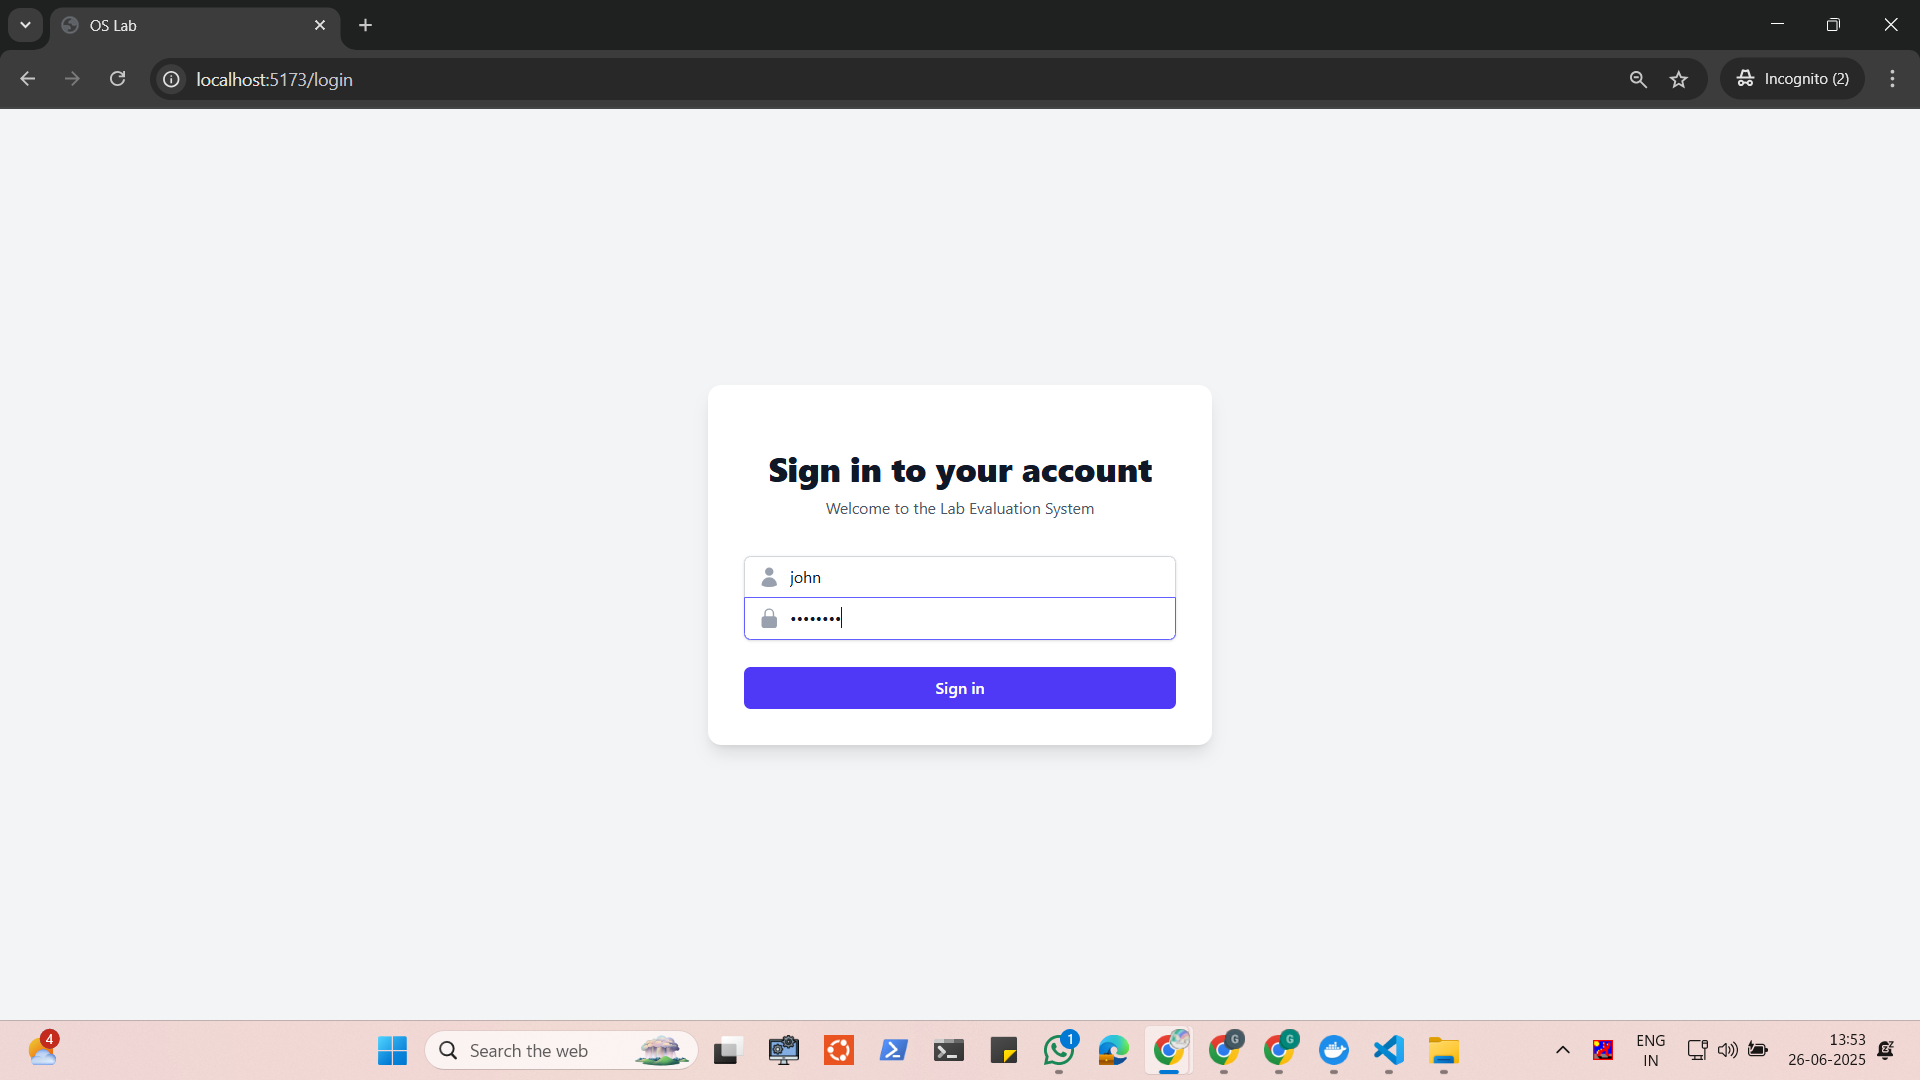 OS Lab
localhost:5173/login
Incognito (2)
Sign in to your account
Welcome to the Lab Evaluation System
john
••••••••
Sign in
4
Search the web
1
G
G
ENG
IN
13:53
26-06-2025